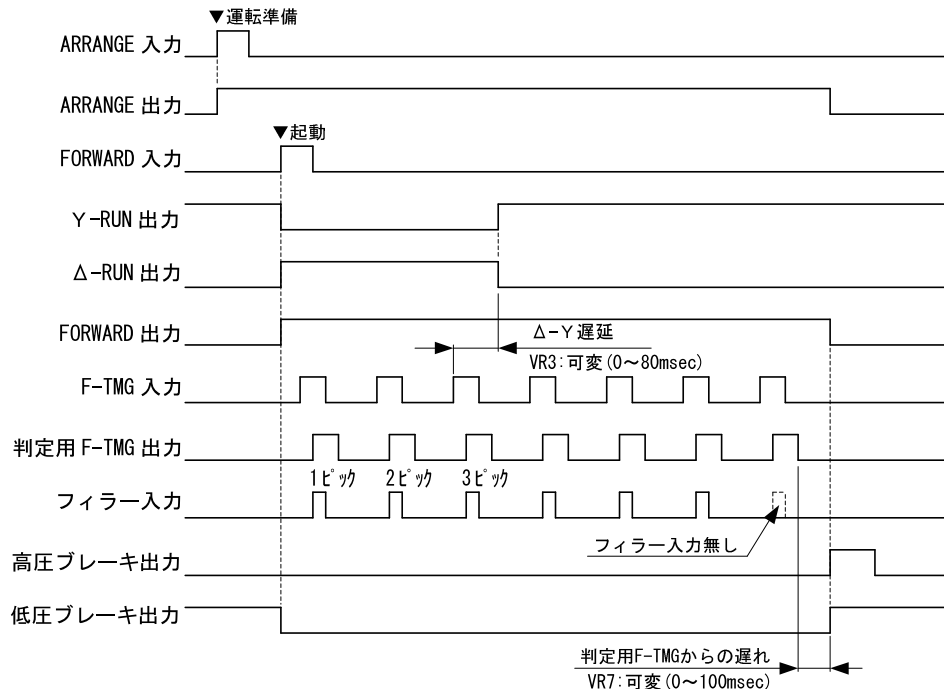 ▼運転準備
ARRANGE 入力
ARRANGE 出力
▼起動
FORWARD 入力
Y-RUN 出力
Δ-RUN 出力
FORWARD 出力
Δ-Y 遅延
VR3:可変(0~80msec)
F-TMG 入力
判定用 F-TMG 出力
1ピック 2ピック 3ピック
フィラー入力
フィラー入力無し
高圧ブレーキ出力
低圧ブレーキ出力
判定用F-TMGからの遅れ
VR7:可変(0~100msec)